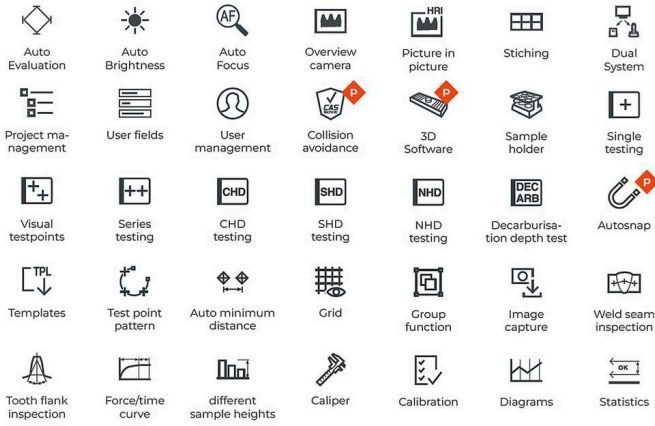 AF
HRI
Auto
Evaluation
Auto
Brightness
Auto
Focus
Overview
camera
Picture in
picture
Stiching
Dual
System
P
P
CAS
Project ma-
nagement
User fields
User
management
Collision
avoidance
3D
Software
Sample
holder
Single
testing
CHD
SHD
NHD
DEC
ARB
P
Visual
testpoints
Series
testing
CHD
testing
SHD
testing
NHD
testing
Decarburisa-
tion depth test
Autosnap
TPL
Templates
Test point
pattern
Auto minimum
distance
Grid
Group
function
Image
capture
Weld seam
inspection
OK
Tooth flank
inspection
Force/time
curve
different
sample heights
Caliper
Calibration
Diagrams
Statistics